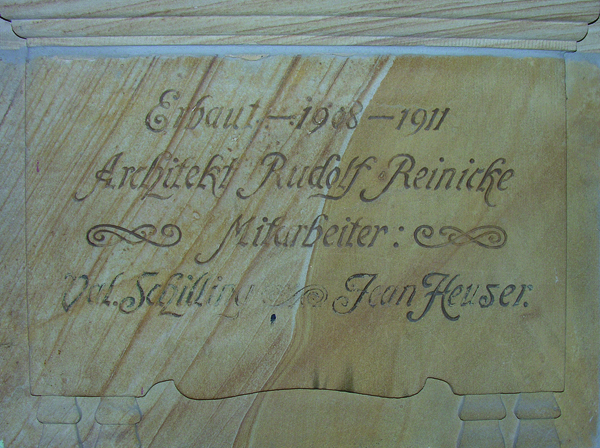 Erbaut — 1908 — 1911
Architekt Rudolf Reinicke
Mitarbeiter:
Val. Schilling Jean Heuser.